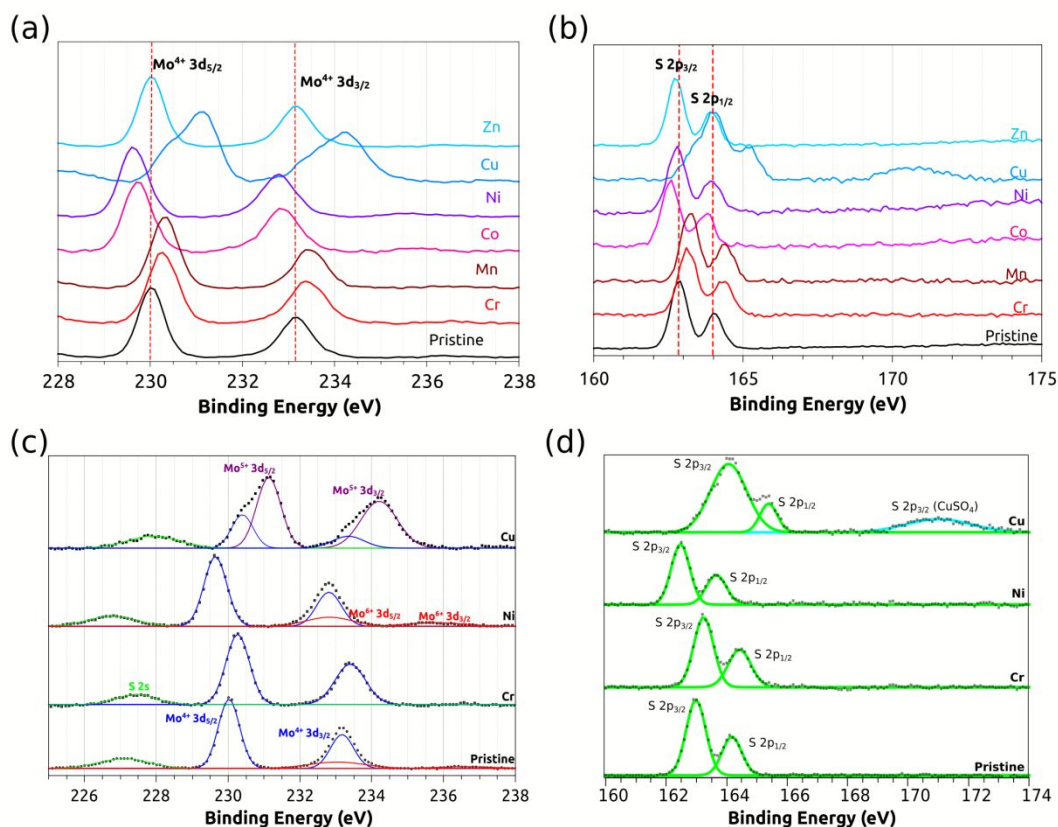 (a)
Mo⁴⁺ 3d₅/₂
Mo⁴⁺ 3d₃/₂
Zn
Cu
Ni
Co
Mn
Cr
Pristine
228 230 232 234 236 238
Binding Energy (eV)
(b)
S 2p₃/₂
S 2p₁/₂
Zn
Cu
Ni
Co
Mn
Cr
Pristine
160 165 170 175
Binding Energy (eV)
(c)
Mo⁵⁺ 3d₅/₂
Mo⁵⁺ 3d₃/₂
Cu
Ni
Mo⁶⁺ 3d₅/₂
Mo⁶⁺ 3d₃/₂
S 2s
Cr
Mo⁴⁺ 3d₅/₂
Mo⁴⁺ 3d₃/₂
Pristine
226 228 230 232 234 236 238
Binding Energy (eV)
(d)
S 2p₃/₂
S 2p₁/₂
S 2p₃/₂ (CuSO₄)
Cu
S 2p₃/₂
S 2p₁/₂
Ni
S 2p₃/₂
S 2p₁/₂
Cr
S 2p₃/₂
S 2p₁/₂
Pristine
160 162 164 166 168 170 172 174
Binding Energy (eV)